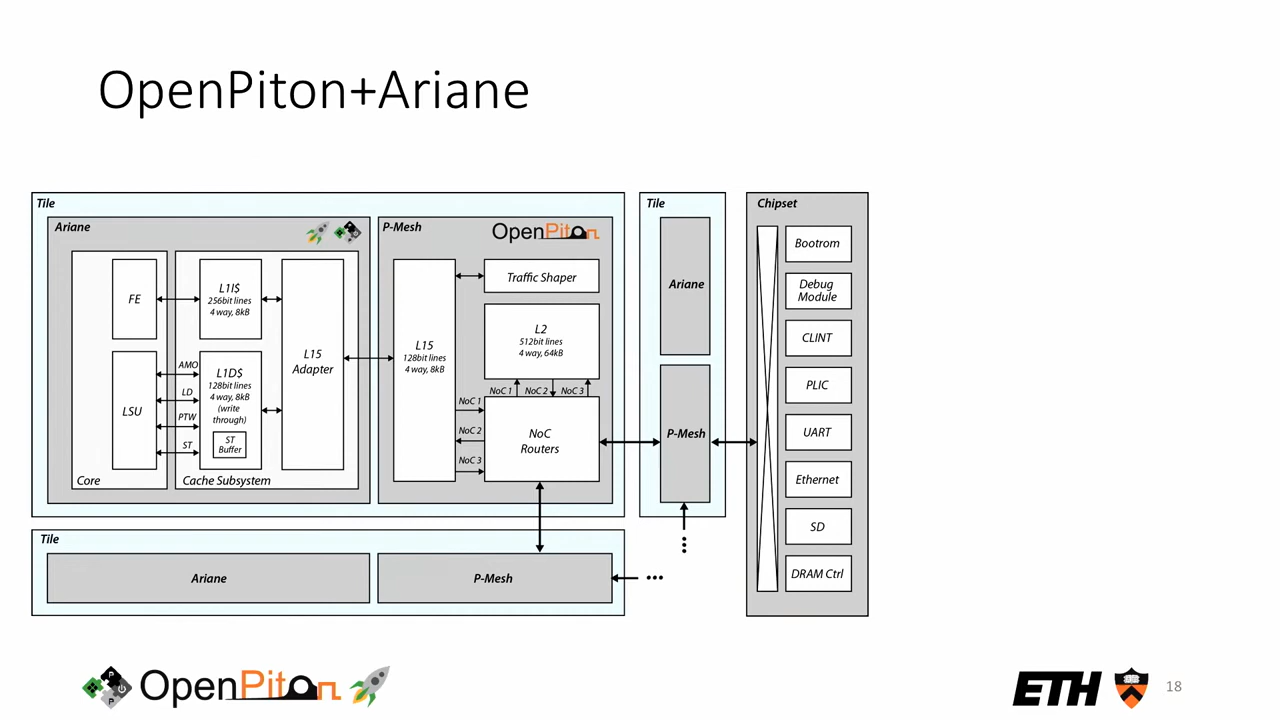 OpenPiton+Ariane
Tile
Ariane
FE
LSU
Core
AMO
LD
PTW
ST
L1I$
256bit lines
4 way, 8kB
L1D$
128bit lines
4 way, 8kB
(write
through)
ST
Buffer
Cache Subsystem
L15
Adapter
P-Mesh
OpenPiton
L15
128bit lines
4 way, 8kB
Traffic Shaper
L2
512bit lines
4 way, 64kB
NoC 1
NoC 2
NoC 3
NoC 1
NoC 2
NoC 3
NoC
Routers
Tile
Ariane
P-Mesh
Chipset
Bootrom
Debug
Module
CLINT
PLIC
UART
Ethernet
SD
DRAM Ctrl
Tile
Ariane
P-Mesh
...
...
OpenPiton
ETH
18